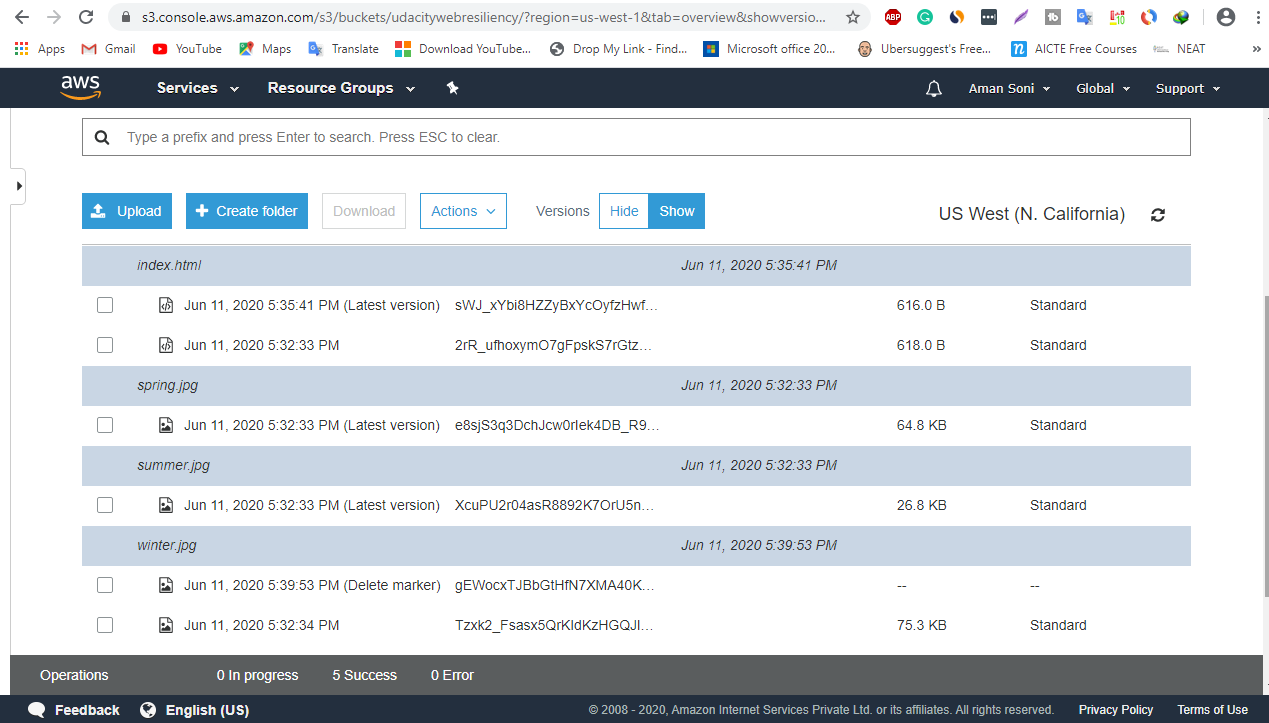 s3.console.aws.amazon.com/s3/buckets/udacitywebresiliency/?region=us-west-1&tab=overview&showversio...
ABP
Apps Gmail YouTube Maps Translate Download YouTube... Drop My Link - Find... Microsoft office 20... Ubersuggest's Free... AICTE Free Courses NEAT »
aws Services Resource Groups Aman Soni Global Support
Type a prefix and press Enter to search. Press ESC to clear.
Upload Create folder Download Actions Versions Hide Show US West (N. California)
index.html Jun 11, 2020 5:35:41 PM
Jun 11, 2020 5:35:41 PM (Latest version) sWJ_xYbi8HZZyBxYcOyfzHwf... 616.0 B Standard
Jun 11, 2020 5:32:33 PM 2rR_ufhoxymO7gFpskS7rGtz... 618.0 B Standard
spring.jpg Jun 11, 2020 5:32:33 PM
Jun 11, 2020 5:32:33 PM (Latest version) e8sjS3q3DchJcw0rIek4DB_R9... 64.8 KB Standard
summer.jpg Jun 11, 2020 5:32:33 PM
Jun 11, 2020 5:32:33 PM (Latest version) XcuPU2r04asR8892K7OrU5n... 26.8 KB Standard
winter.jpg Jun 11, 2020 5:39:53 PM
Jun 11, 2020 5:39:53 PM (Delete marker) gEWocxTJBbGtHfN7XMA40K... -- --
Jun 11, 2020 5:32:34 PM Tzxk2_Fsasx5QrKIdKzHGQJI... 75.3 KB Standard
Operations 0 In progress 5 Success 0 Error
Feedback English (US) © 2008 - 2020, Amazon Internet Services Private Ltd. or its affiliates. All rights reserved. Privacy Policy Terms of Use